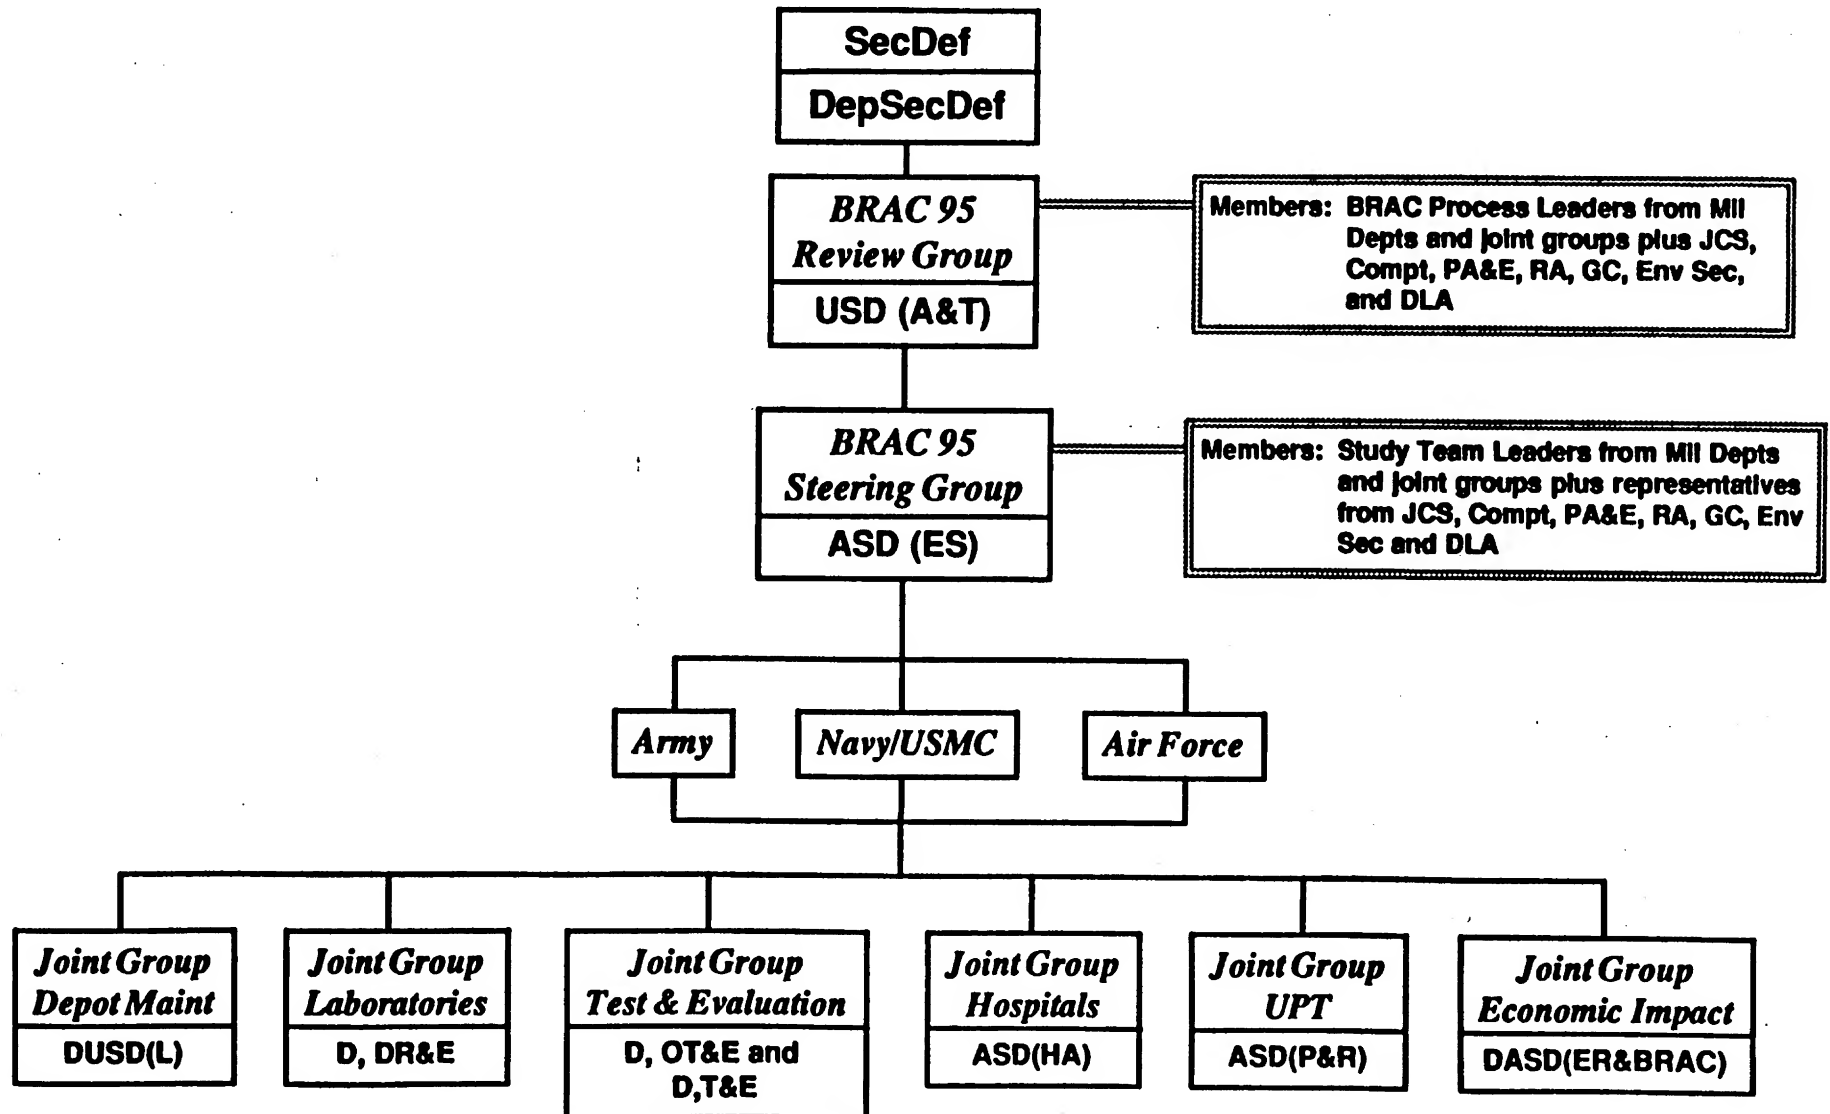 SecDef
DepSecDef
BRAC 95
Review Group
USD (A&T)
Members: BRAC Process Leaders from Mil
Depts and joint groups plus JCS,
Compt, PA&E, RA, GC, Env Sec,
and DLA
BRAC 95
Steering Group
ASD (ES)
Members: Study Team Leaders from Mil Depts
and joint groups plus representatives
from JCS, Compt, PA&E, RA, GC, Env
Sec and DLA
Army
Navy/USMC
Air Force
Joint Group
Depot Maint
DUSD(L)
Joint Group
Laboratories
D, DR&E
Joint Group
Test & Evaluation
D, OT&E and
D,T&E
Joint Group
Hospitals
ASD(HA)
Joint Group
UPT
ASD(P&R)
Joint Group
Economic Impact
DASD(ER&BRAC)